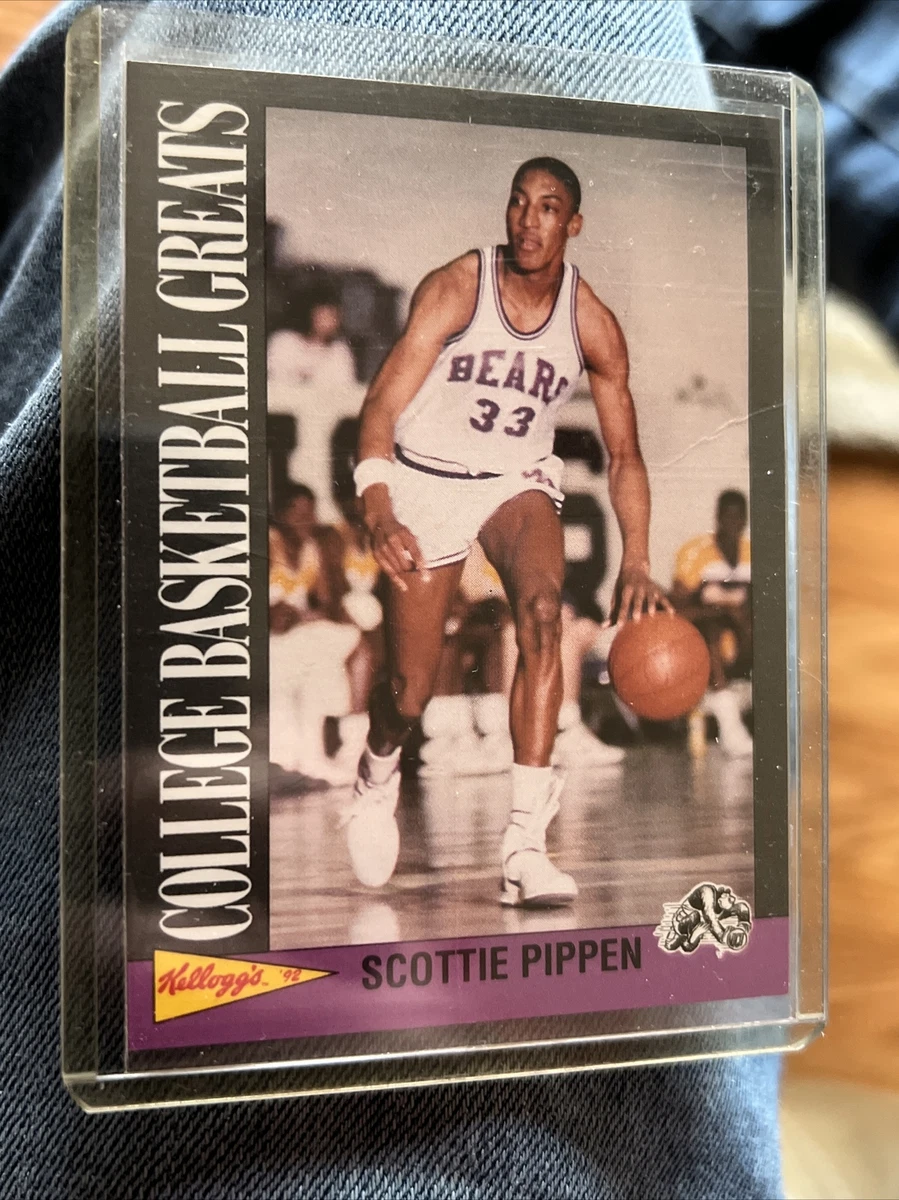 COLLEGE BASKETBALL GREATS
BEARS
33
Kellogg's '92
SCOTTIE PIPPEN